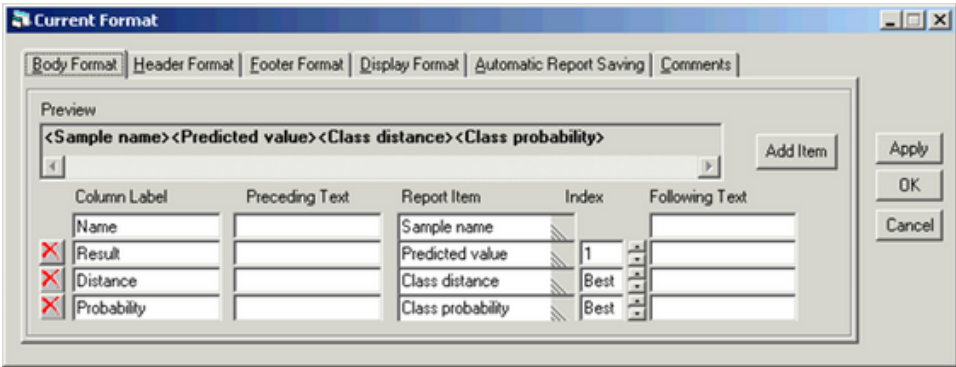 Current Format
Body Format Header Format Footer Format Display Format Automatic Report Saving Comments
Preview
<Sample name><Predicted value><Class distance><Class probability>
Add Item
Apply
OK
Cancel
Column Label Preceding Text Report Item Index Following Text
Name Sample name
Result Predicted value 1
Distance Class distance Best
Probability Class probability Best